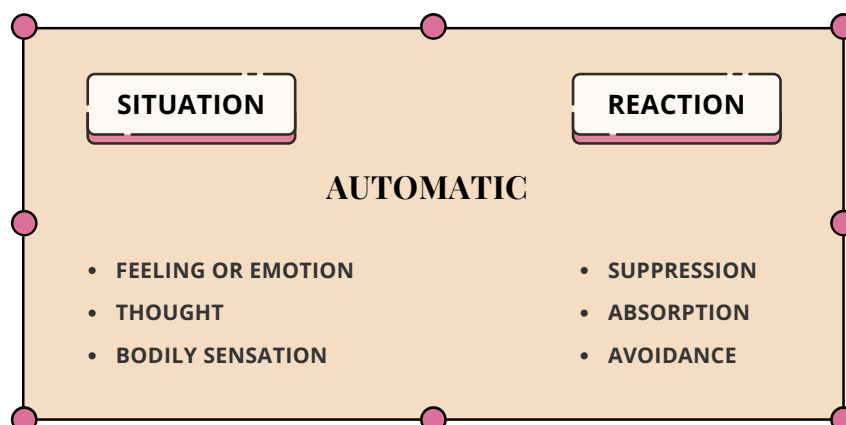 SITUATION
REACTION
AUTOMATIC
• FEELING OR EMOTION
• THOUGHT
• BODILY SENSATION
• SUPPRESSION
• ABSORPTION
• AVOIDANCE